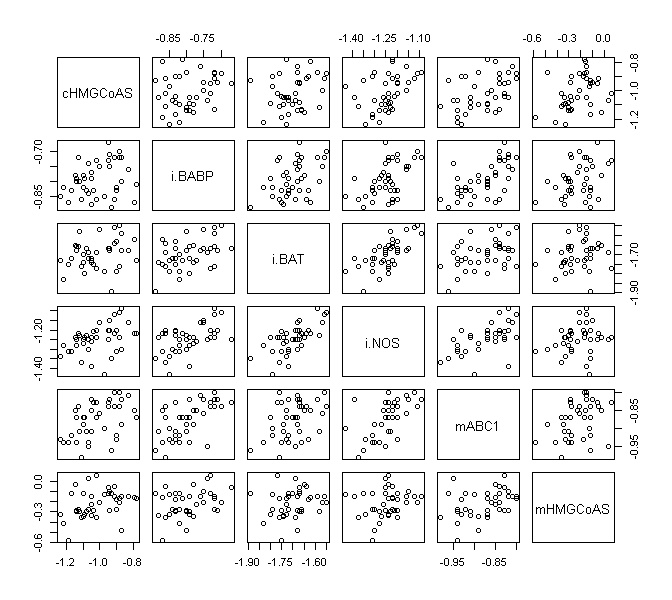 -0.85 -0.75
-1.40 -1.25 -1.10
-0.6 -0.3 0.0
cHMGCoAS
-1.2 -1.0 -0.8
-0.85 -0.70
i.BABP
i.BAT
-1.90 -1.70
-1.40 -1.20
i.NOS
mABC1
-0.95 -0.85
-0.6 -0.3 0.0
mHMGCoAS
-1.2 -1.0 -0.8
-1.90 -1.75 -1.60
-0.95 -0.85